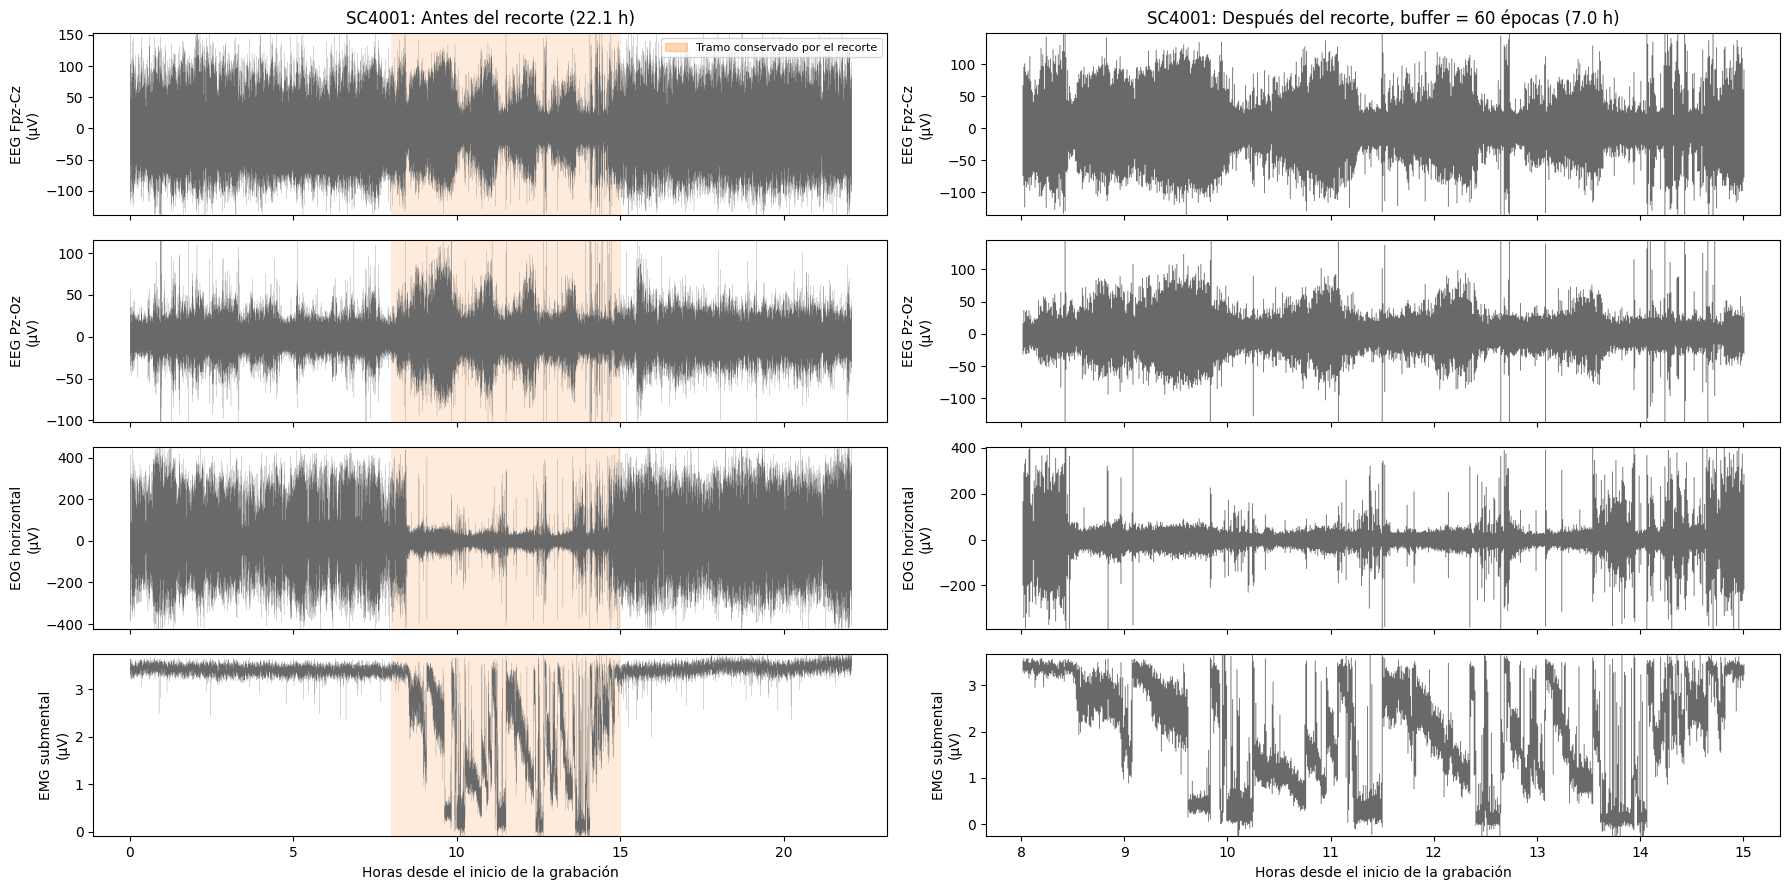 SC4001: Antes del recorte (22.1 h)
Tramo conservado por el recorte
EEG Fpz-Cz
(µV)
150
100
50
0
−50
−100
EEG Pz-Oz
(µV)
100
50
0
−50
−100
EOG horizontal
(µV)
400
200
0
−200
−400
EMG submental
(µV)
3
2
1
0
0
5
10
15
20
Horas desde el inicio de la grabación
SC4001: Después del recorte, buffer = 60 épocas (7.0 h)
EEG Fpz-Cz
(µV)
100
50
0
−50
−100
EEG Pz-Oz
(µV)
100
50
0
−50
−100
EOG horizontal
(µV)
400
200
0
−200
EMG submental
(µV)
3
2
1
0
8
9
10
11
12
13
14
15
Horas desde el inicio de la grabación